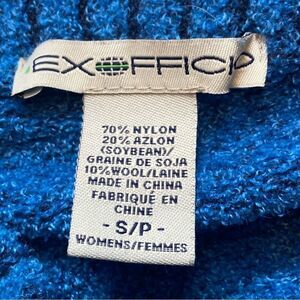 EXOFFICIO
70% NYLON
20% AZLON
(SOYBEAN)/
GRAINE DE SOJA
10% WOOL/LAINE
MADE IN CHINA
FABRIQUÉ EN
CHINE
- S/P -
WOMENS/FEMMES